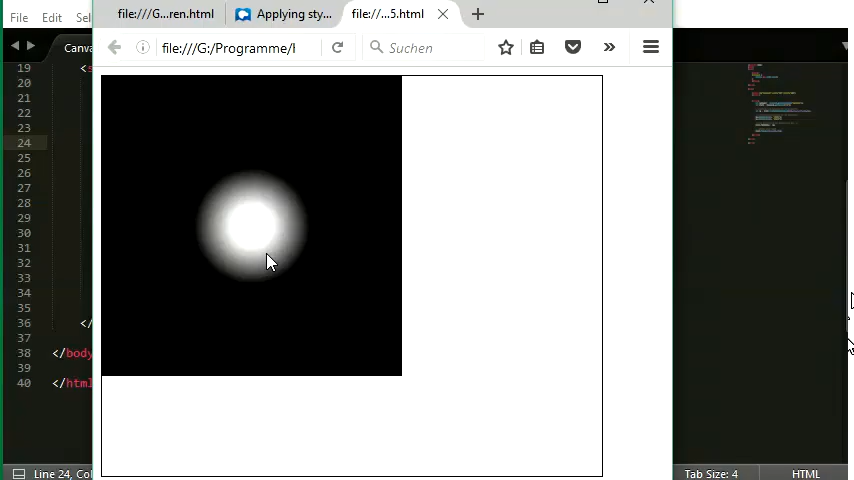 File Edit Se
file:///G...ren.html
Applying sty...
file:///...5.html
file:///G:/Programme/
Suchen
Canva
19 <s
20
21
22
23
24
25
26
27
28
29
30
31
32
33
34
35
36 </
37
38 </body
39
40 </html
Line 24, Col
Tab Size: 4
HTML